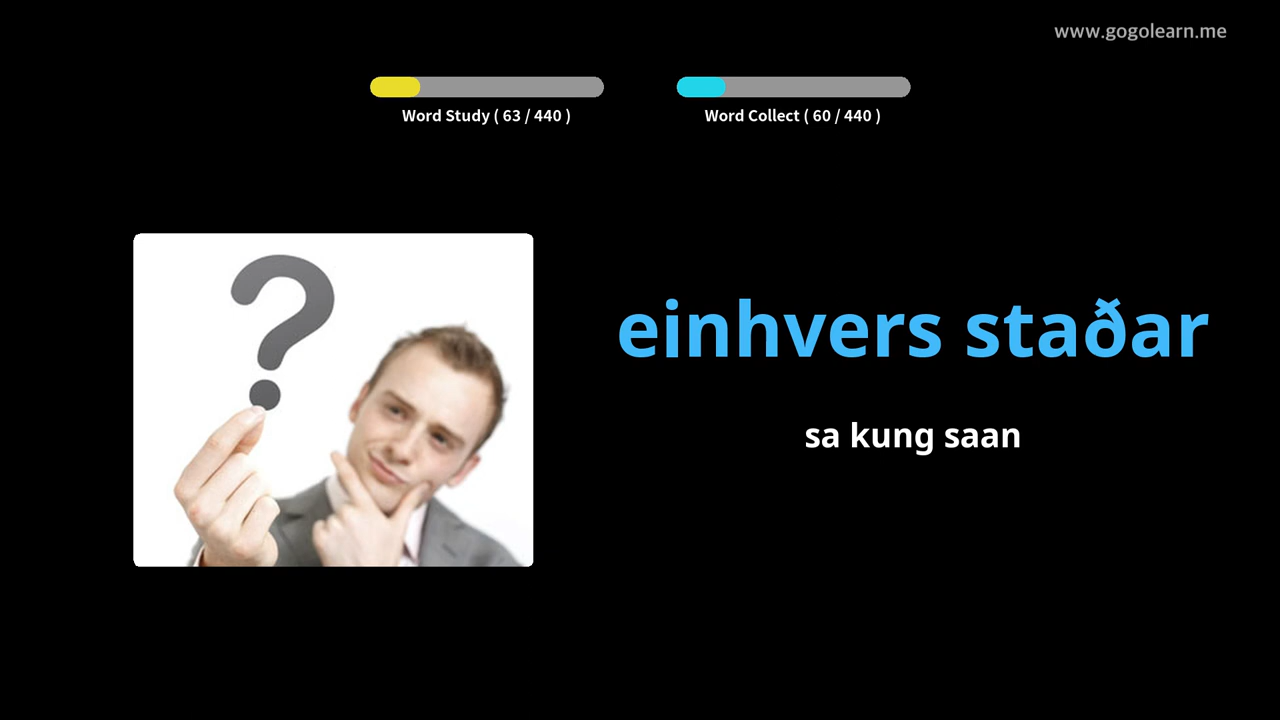 www.gogolearn.me
Word Study ( 63 / 440 )
Word Collect ( 60 / 440 )
einhvers staðar
sa kung saan